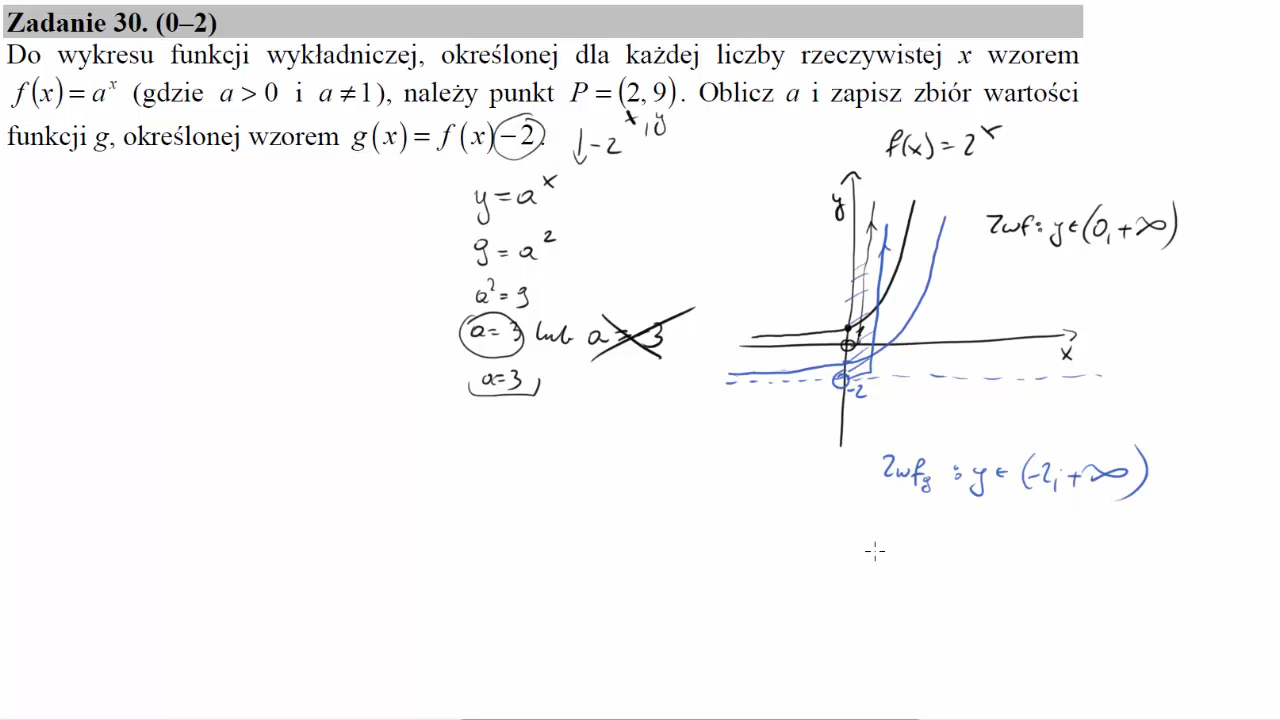 Zadanie 30. (0–2)
Do wykresu funkcji wykładniczej, określonej dla każdej liczby rzeczywistej x wzorem
f(x) = a^x (gdzie a > 0 i a ≠ 1), należy punkt P = (2, 9). Oblicz a i zapisz zbiór wartości
funkcji g, określonej wzorem g(x) = f(x) − 2.
↓ −2
x, y
f(x) = 2^x
y = a^x
9 = a^2
a^2 = 9
a = 3 lub a = -3
a = 3
y
1
x
-2
Zwf: y ∈ (0, +∞)
Zwf_g : y ∈ (-2, +∞)